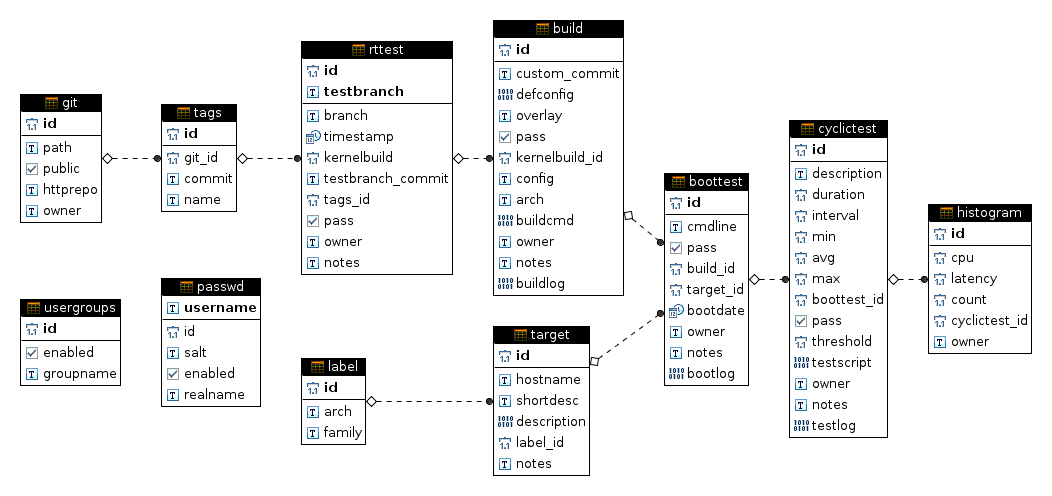 git
id
path
public
httprepo
owner
tags
id
git_id
commit
name
rttest
id
testbranch
branch
timestamp
kernelbuild
testbranch_commit
tags_id
pass
owner
notes
build
id
custom_commit
defconfig
overlay
pass
kernelbuild_id
config
arch
buildcmd
owner
notes
buildlog
boottest
id
cmdline
pass
build_id
target_id
bootdate
owner
notes
bootlog
cyclictest
id
description
duration
interval
min
avg
max
boottest_id
pass
threshold
testscript
owner
notes
testlog
histogram
id
cpu
latency
count
cyclictest_id
owner
usergroups
id
enabled
groupname
passwd
username
id
salt
enabled
realname
label
id
arch
family
target
id
hostname
shortdesc
description
label_id
notes